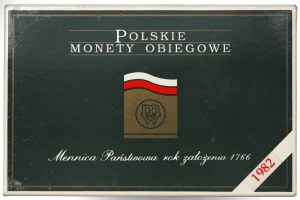 POLSKIE
MONETY OBIEGOWE
Mennica Państwowa rok założenia 1766
1982